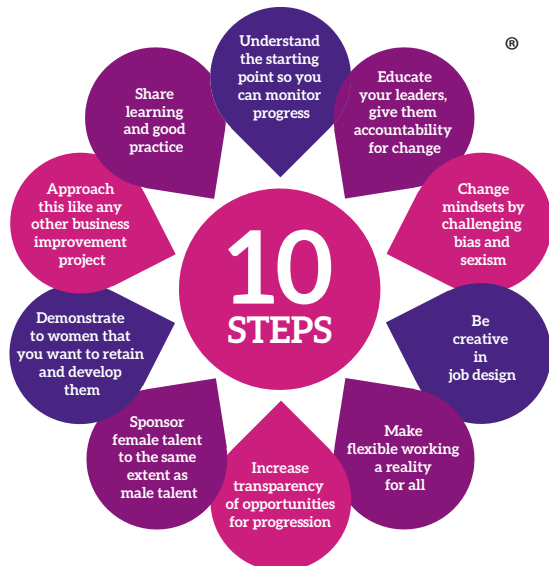 ®
Understand
the starting
point so you
can monitor
progress
Educate
your leaders,
give them
accountability
for change
Change
mindsets by
challenging
bias and
sexism
Be
creative
in
job design
Make
flexible working
a reality
for all
Increase
transparency
of opportunities
for progression
Sponsor
female talent
to the same
extent as
male talent
Demonstrate
to women that
you want to retain
and develop
them
Approach
this like any
other business
improvement
project
Share
learning
and good
practice
10
STEPS